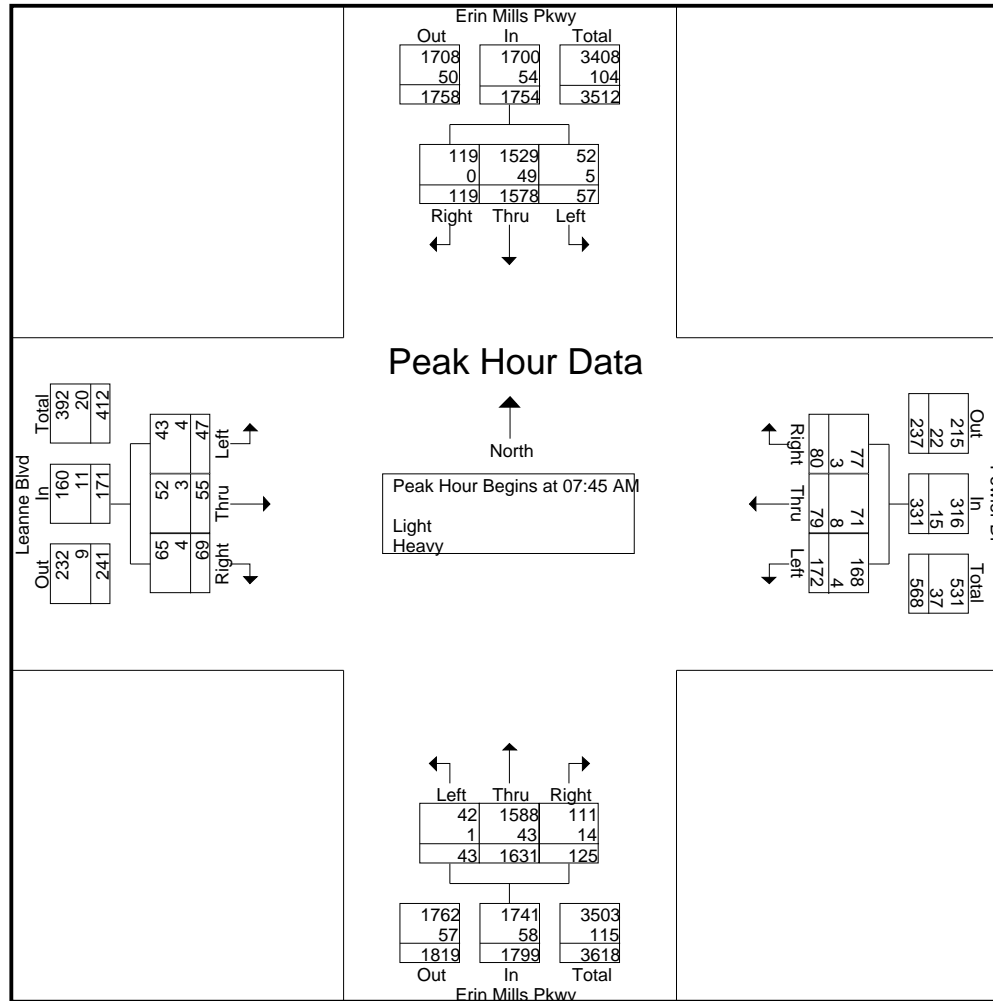 Erin Mills Pkwy
Out In Total
1708 1700 3408
50 54 104
1758 1754 3512
119 1529 52
0 49 5
119 1578 57
Right Thru Left
Peak Hour Data
North
Peak Hour Begins at 07:45 AM
Light
Heavy
Leanne Blvd
Out In Total
232 160 392
9 11 20
241 171 412
43 4 47
Left
52 3 55
Thru
65 4 69
Right
Right Thru Left
77 71 168
3 8 4
80 79 172
Out In Total
215 316 531
22 15 37
237 331 568
Left Thru Right
42 1588 111
1 43 14
43 1631 125
1762 1741 3503
57 58 115
1819 1799 3618
Out In Total
Erin Mills Pkwy